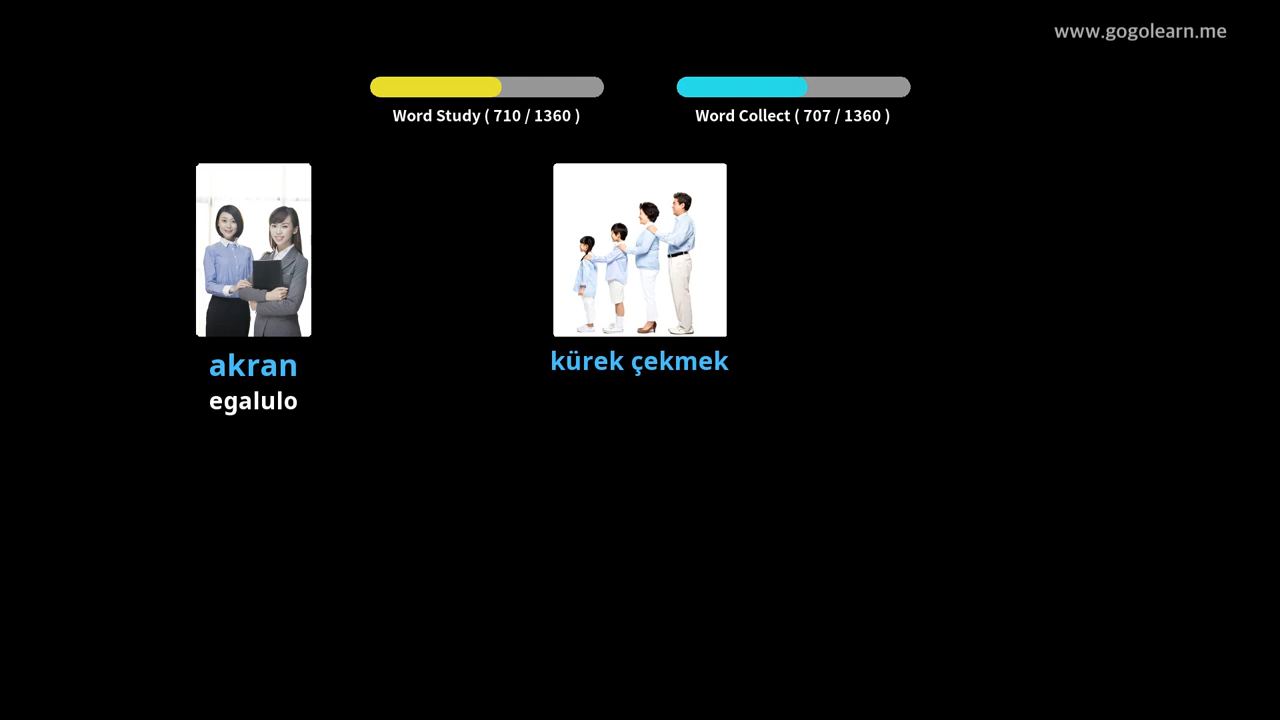 www.gogolearn.me
Word Study ( 710 / 1360 )
Word Collect ( 707 / 1360 )
akran
egalulo
kürek çekmek